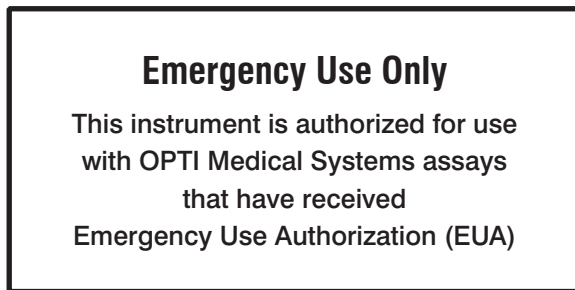 Emergency Use Only
This instrument is authorized for use
with OPTI Medical Systems assays
that have received
Emergency Use Authorization (EUA)